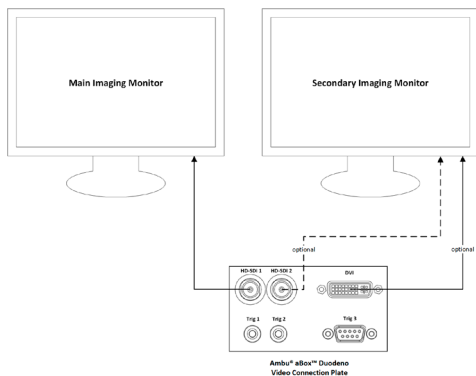 Main Imaging Monitor
Secondary Imaging Monitor
optional
optional
HD-SDI 1
HD-SDI 2
DVI
Trig 1
Trig 2
Trig 3
Ambu® aBox™ Duodeno
Video Connection Plate